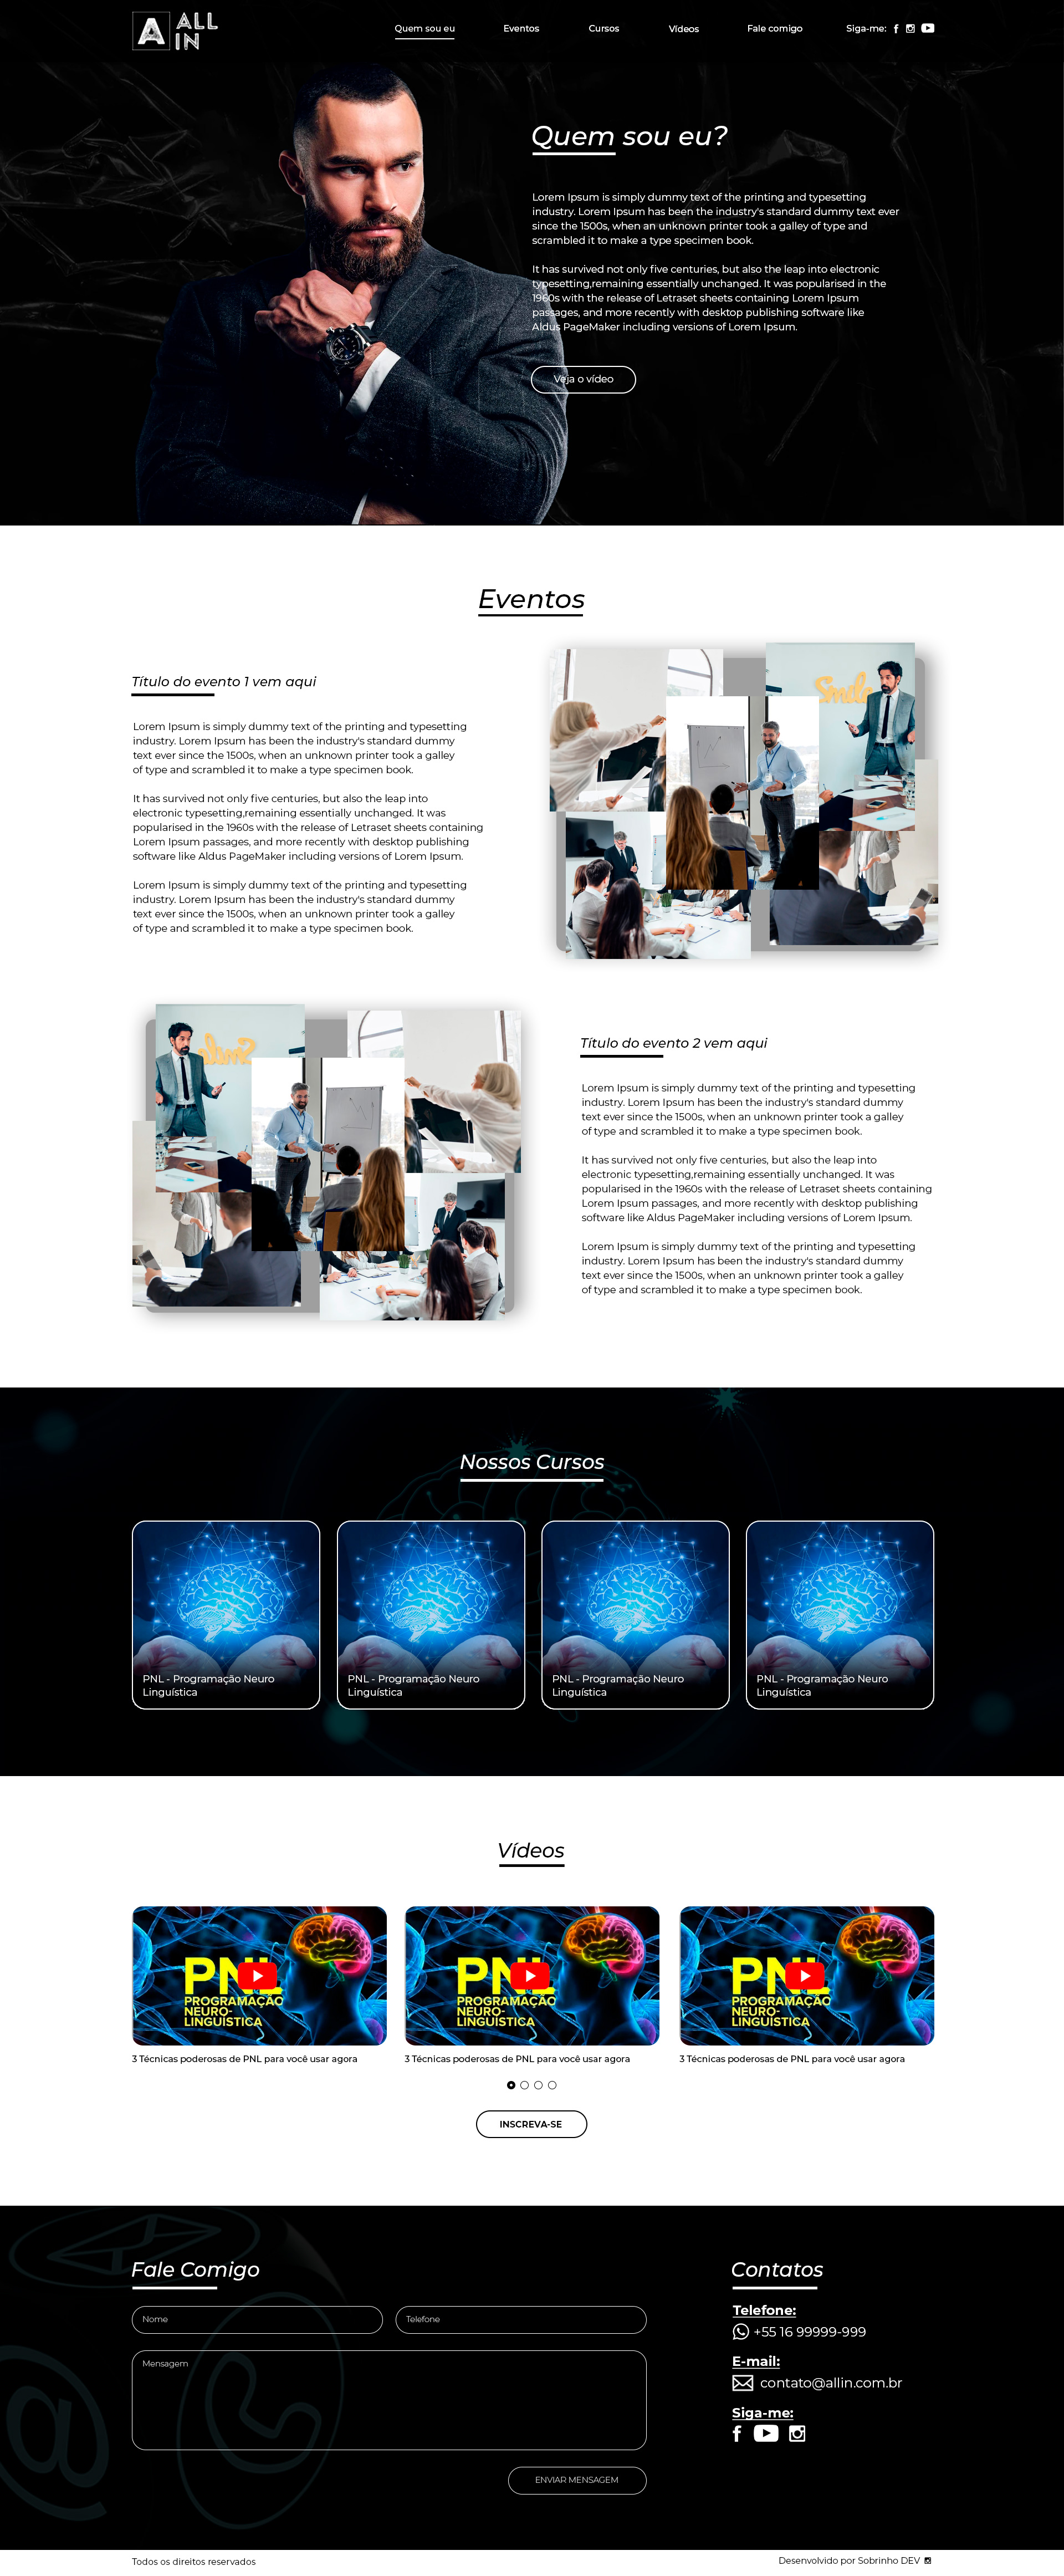 A ALL
IN
Quem sou eu
Eventos
Cursos
Vídeos
Fale comigo
Siga-me:
Quem sou eu?
Lorem Ipsum is simply dummy text of the printing and typesetting
industry. Lorem Ipsum has been the industry's standard dummy text ever
since the 1500s, when an unknown printer took a galley of type and
scrambled it to make a type specimen book.
It has survived not only five centuries, but also the leap into electronic
typesetting,remaining essentially unchanged. It was popularised in the
1960s with the release of Letraset sheets containing Lorem Ipsum
passages, and more recently with desktop publishing software like
Aldus PageMaker including versions of Lorem Ipsum.
Veja o vídeo
Eventos
Título do evento 1 vem aqui
Lorem Ipsum is simply dummy text of the printing and typesetting
industry. Lorem Ipsum has been the industry's standard dummy
text ever since the 1500s, when an unknown printer took a galley
of type and scrambled it to make a type specimen book.
It has survived not only five centuries, but also the leap into
electronic typesetting,remaining essentially unchanged. It was
popularised in the 1960s with the release of Letraset sheets containing
Lorem Ipsum passages, and more recently with desktop publishing
software like Aldus PageMaker including versions of Lorem Ipsum.
Lorem Ipsum is simply dummy text of the printing and typesetting
industry. Lorem Ipsum has been the industry's standard dummy
text ever since the 1500s, when an unknown printer took a galley
of type and scrambled it to make a type specimen book.
Smile
Smile
Título do evento 2 vem aqui
Lorem Ipsum is simply dummy text of the printing and typesetting
industry. Lorem Ipsum has been the industry's standard dummy
text ever since the 1500s, when an unknown printer took a galley
of type and scrambled it to make a type specimen book.
It has survived not only five centuries, but also the leap into
electronic typesetting,remaining essentially unchanged. It was
popularised in the 1960s with the release of Letraset sheets containing
Lorem Ipsum passages, and more recently with desktop publishing
software like Aldus PageMaker including versions of Lorem Ipsum.
Lorem Ipsum is simply dummy text of the printing and typesetting
industry. Lorem Ipsum has been the industry's standard dummy
text ever since the 1500s, when an unknown printer took a galley
of type and scrambled it to make a type specimen book.
Nossos Cursos
PNL - Programação Neuro
Linguística
PNL - Programação Neuro
Linguística
PNL - Programação Neuro
Linguística
PNL - Programação Neuro
Linguística
Vídeos
PNL
PROGRAMAÇÃO
NEURO-
LINGUÍSTICA
3 Técnicas poderosas de PNL para você usar agora
PNL
PROGRAMAÇÃO
NEURO-
LINGUÍSTICA
3 Técnicas poderosas de PNL para você usar agora
PNL
PROGRAMAÇÃO
NEURO-
LINGUÍSTICA
3 Técnicas poderosas de PNL para você usar agora
INSCREVA-SE
Fale Comigo
Nome
Telefone
Mensagem
ENVIAR MENSAGEM
Contatos
Telefone:
+55 16 99999-999
E-mail:
contato@allin.com.br
Siga-me:
Todos os direitos reservados
Desenvolvido por Sobrinho DEV